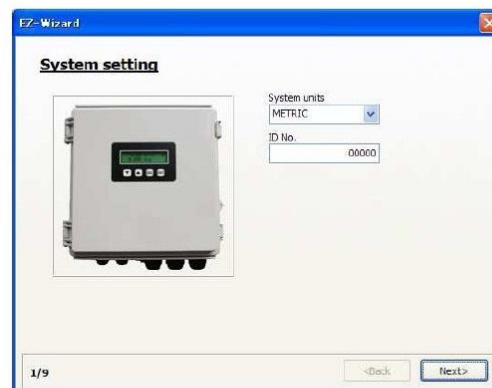 EZ-Wizard
System setting
System units
METRIC
ID No.
00000
1/9
<Back
Next>